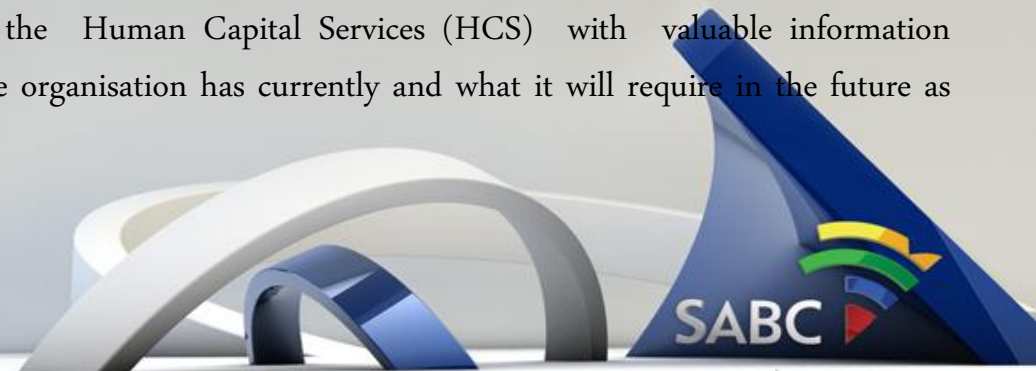 the Human Capital Services (HCS) with valuable information
organisation has currently and what it will require in the future as
SABC